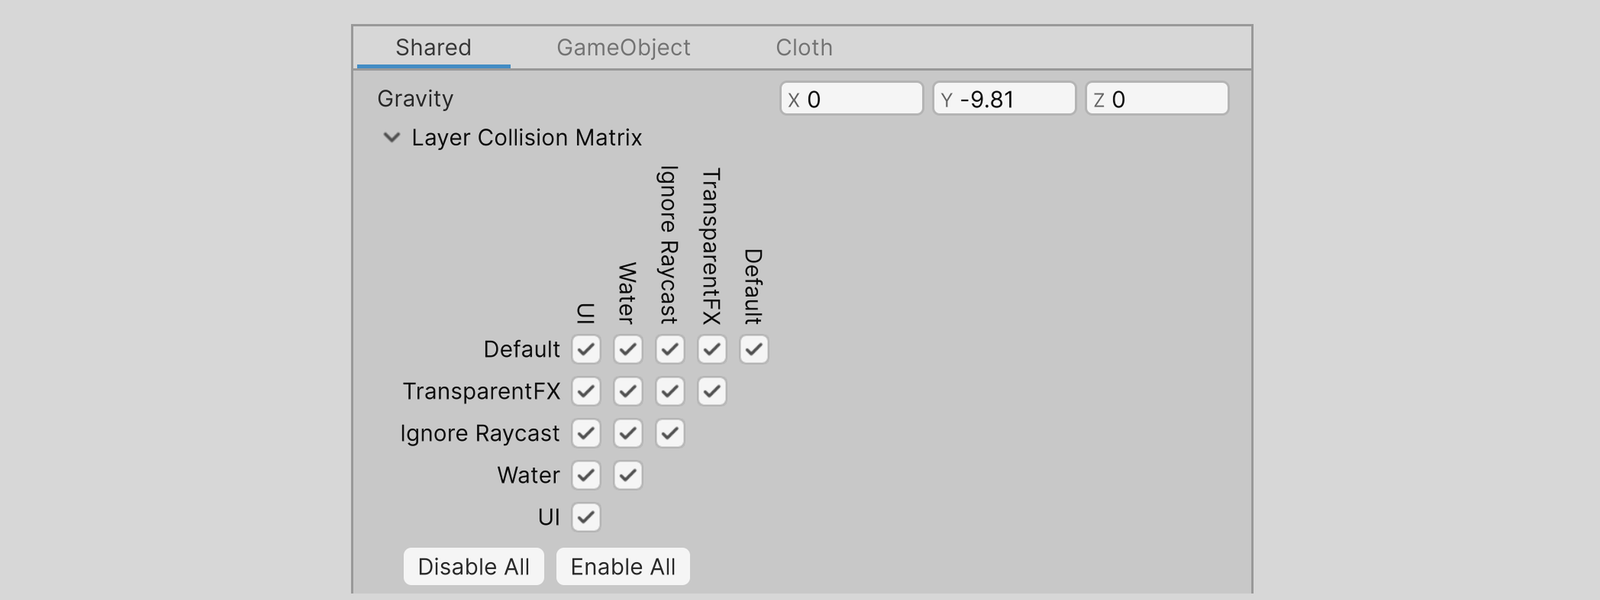 Shared GameObject Cloth
Gravity X 0 Y -9.81 Z 0
Layer Collision Matrix
UI Water Ignore Raycast TransparentFX Default
Default
TransparentFX
Ignore Raycast
Water
UI
Disable All Enable All